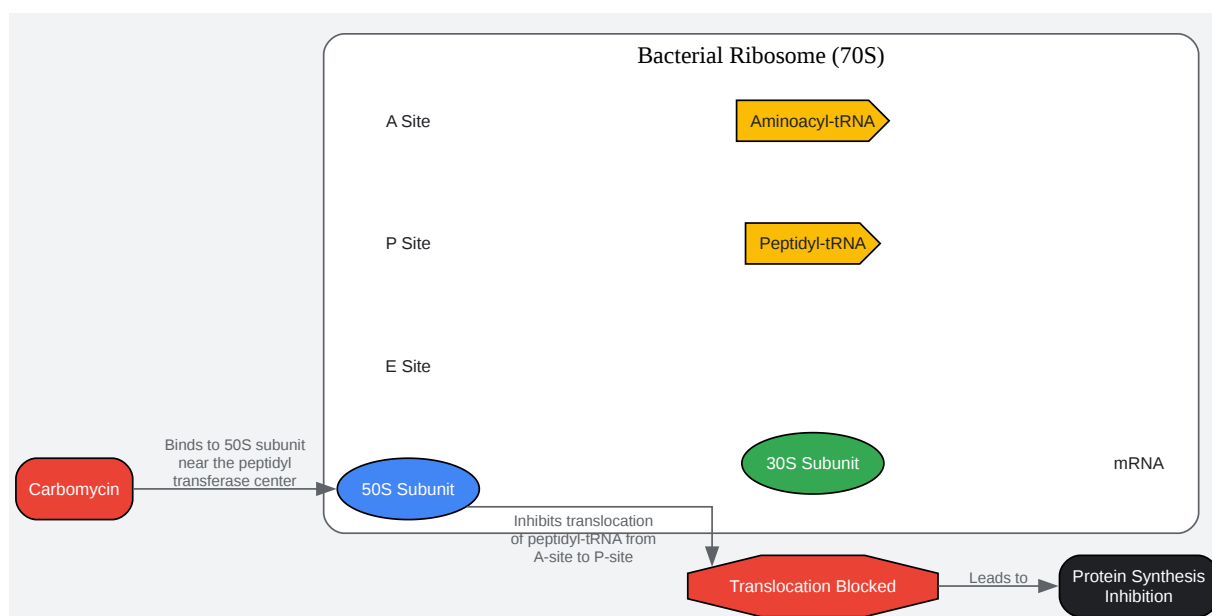 Bacterial Ribosome (70S)
A Site
Aminoacyl-tRNA
P Site
Peptidyl-tRNA
E Site
Binds to 50S subunit
near the peptidyl
transferase center
Carbomycin
50S Subunit
30S Subunit
mRNA
Inhibits translocation
of peptidyl-tRNA from
A-site to P-site
Translocation Blocked
Leads to
Protein Synthesis
Inhibition